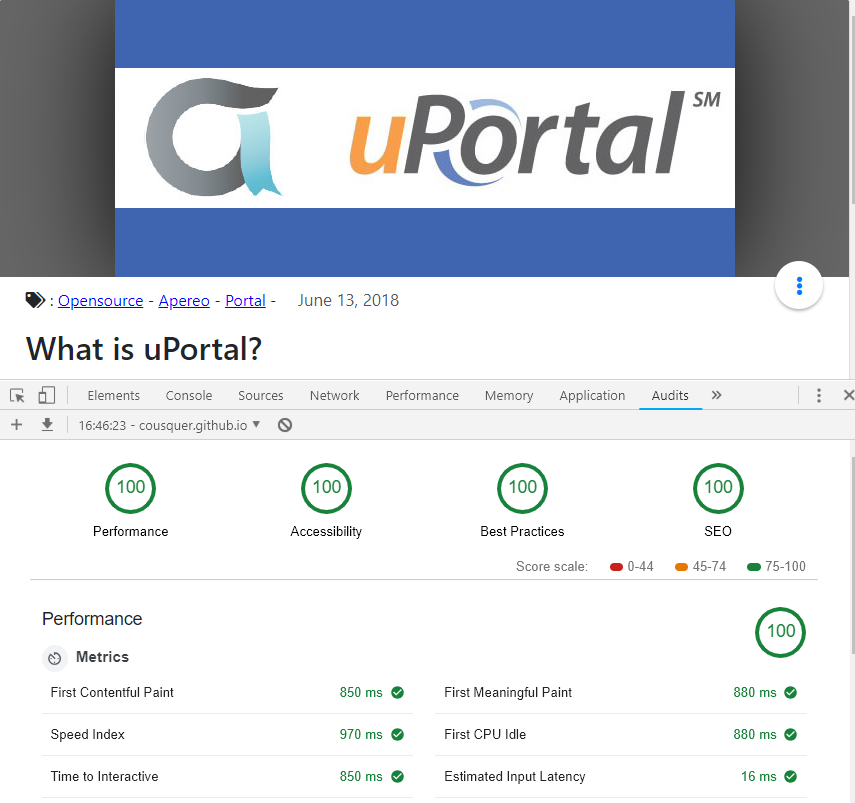 uPortal SM
: Opensource - Apereo - Portal - June 13, 2018
What is uPortal?
Elements Console Sources Network Performance Memory Application Audits »
16:46:23 - cousquer.github.io
100 100 100 100
Performance Accessibility Best Practices SEO
Score scale: 0-44 45-74 75-100
Performance 100
Metrics
First Contentful Paint 850 ms First Meaningful Paint 880 ms
Speed Index 970 ms First CPU Idle 880 ms
Time to Interactive 850 ms Estimated Input Latency 16 ms